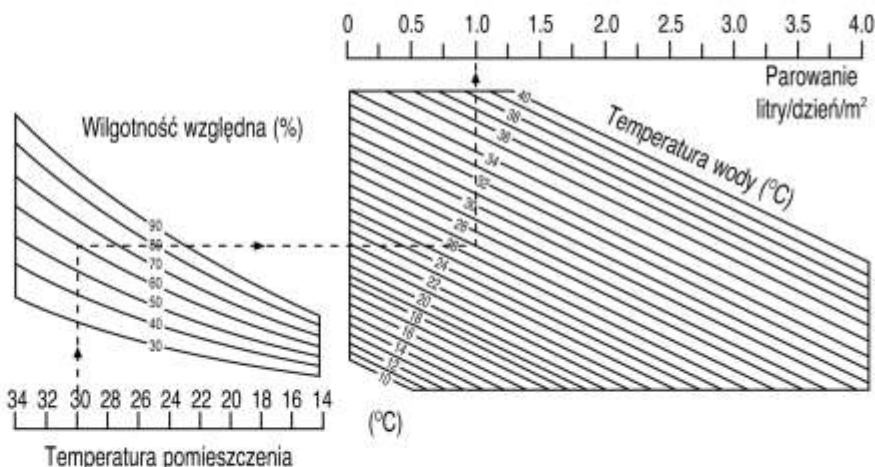 0 0.5 1.0 1.5 2.0 2.5 3.0 3.5 4.0
Parowanie
litry/dzień/m²
Wilgotność względna (%)
90
80
70
60
50
40
30
Temperatura wody (°C)
40
38
36
34
32
30
28
26
24
22
20
18
16
14
12
10
34 32 30 28 26 24 22 20 18 16 14
(°C)
Temperatura pomieszczenia